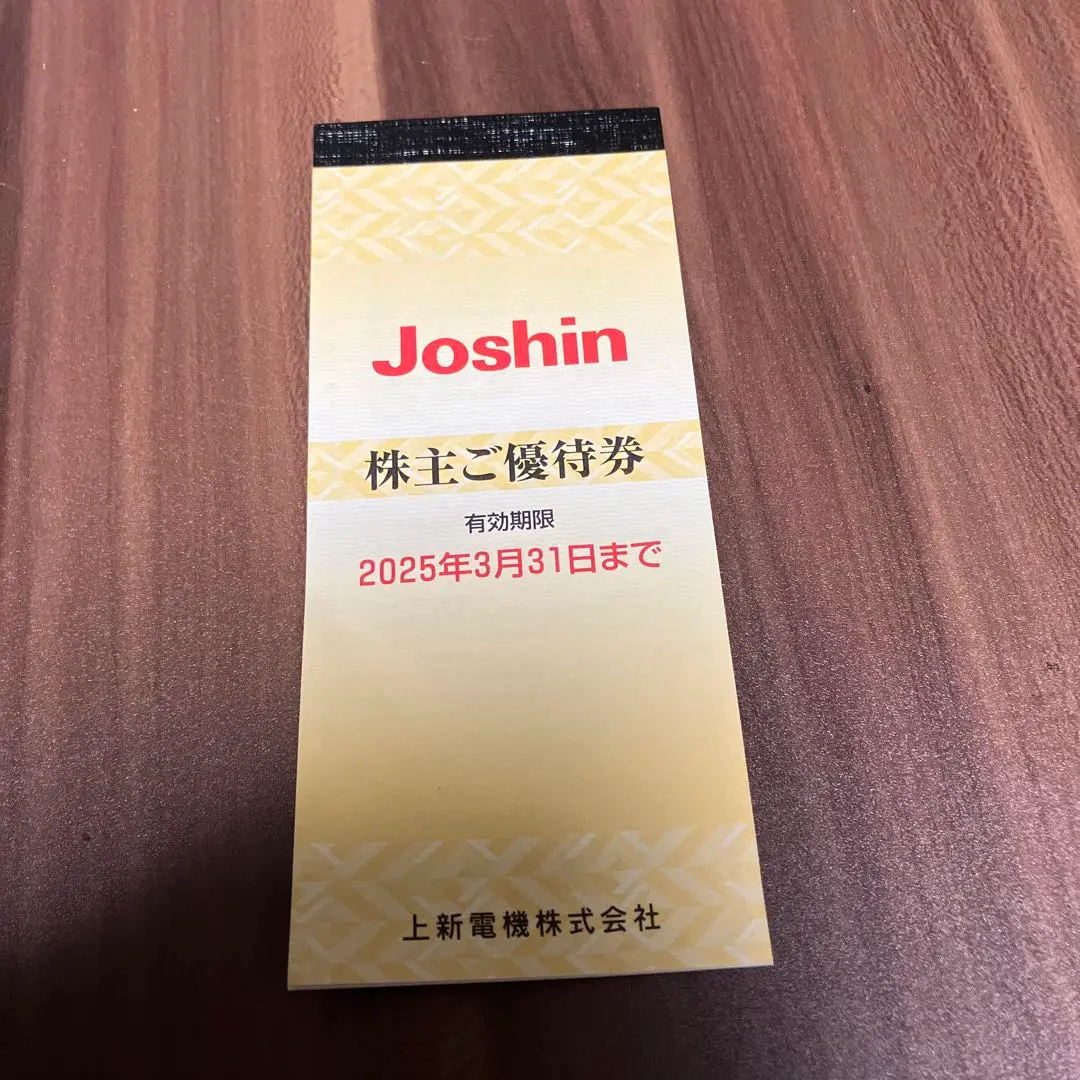 Joshin
株主ご優待券
有効期限
2025年3月31日まで
上新電機株式会社